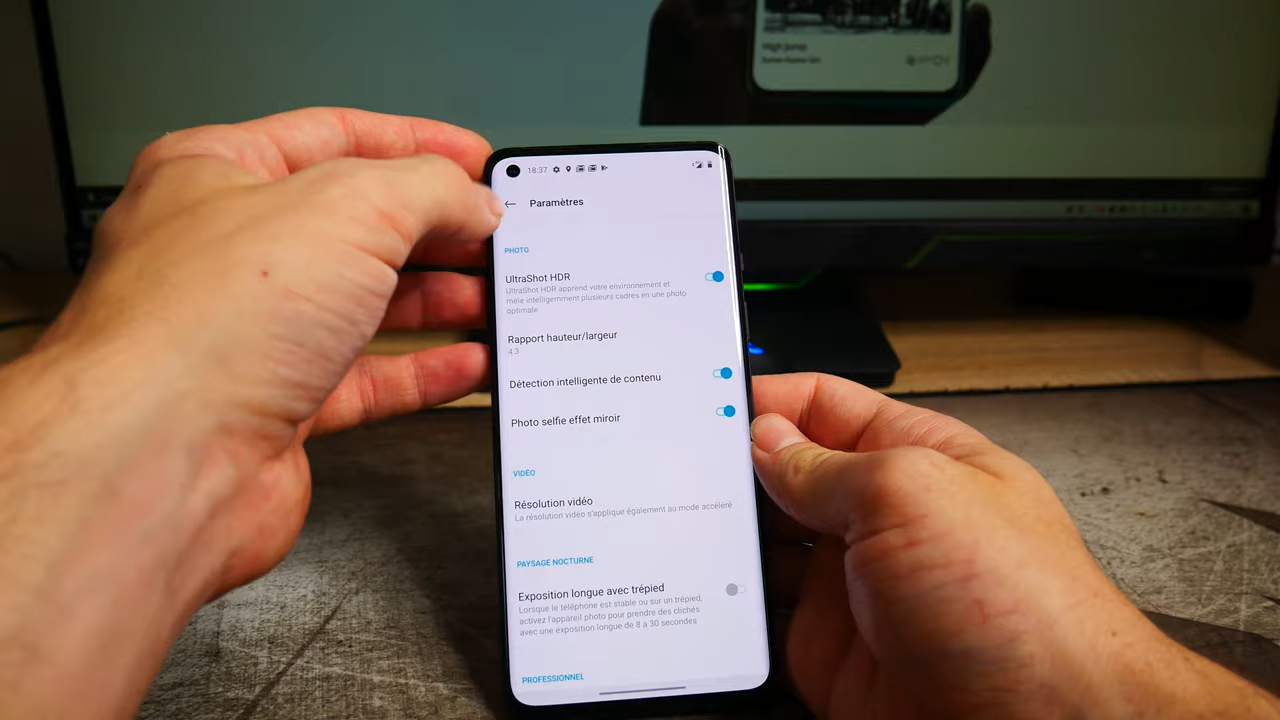 18:37
Paramètres
PHOTO
UltraShot HDR
UltraShot HDR apprend votre environnement et
mêle intelligemment plusieurs cadres en une photo
optimale
Rapport hauteur/largeur
4:3
Détection intelligente de contenu
Photo selfie effet miroir
VIDÉO
Résolution vidéo
La résolution vidéo s'applique également au mode accéléré
PAYSAGE NOCTURNE
Exposition longue avec trépied
Lorsque le téléphone est stable ou sur un trépied,
activez l'appareil photo pour prendre des clichés
avec une exposition longue de 8 à 30 secondes
PROFESSIONNEL